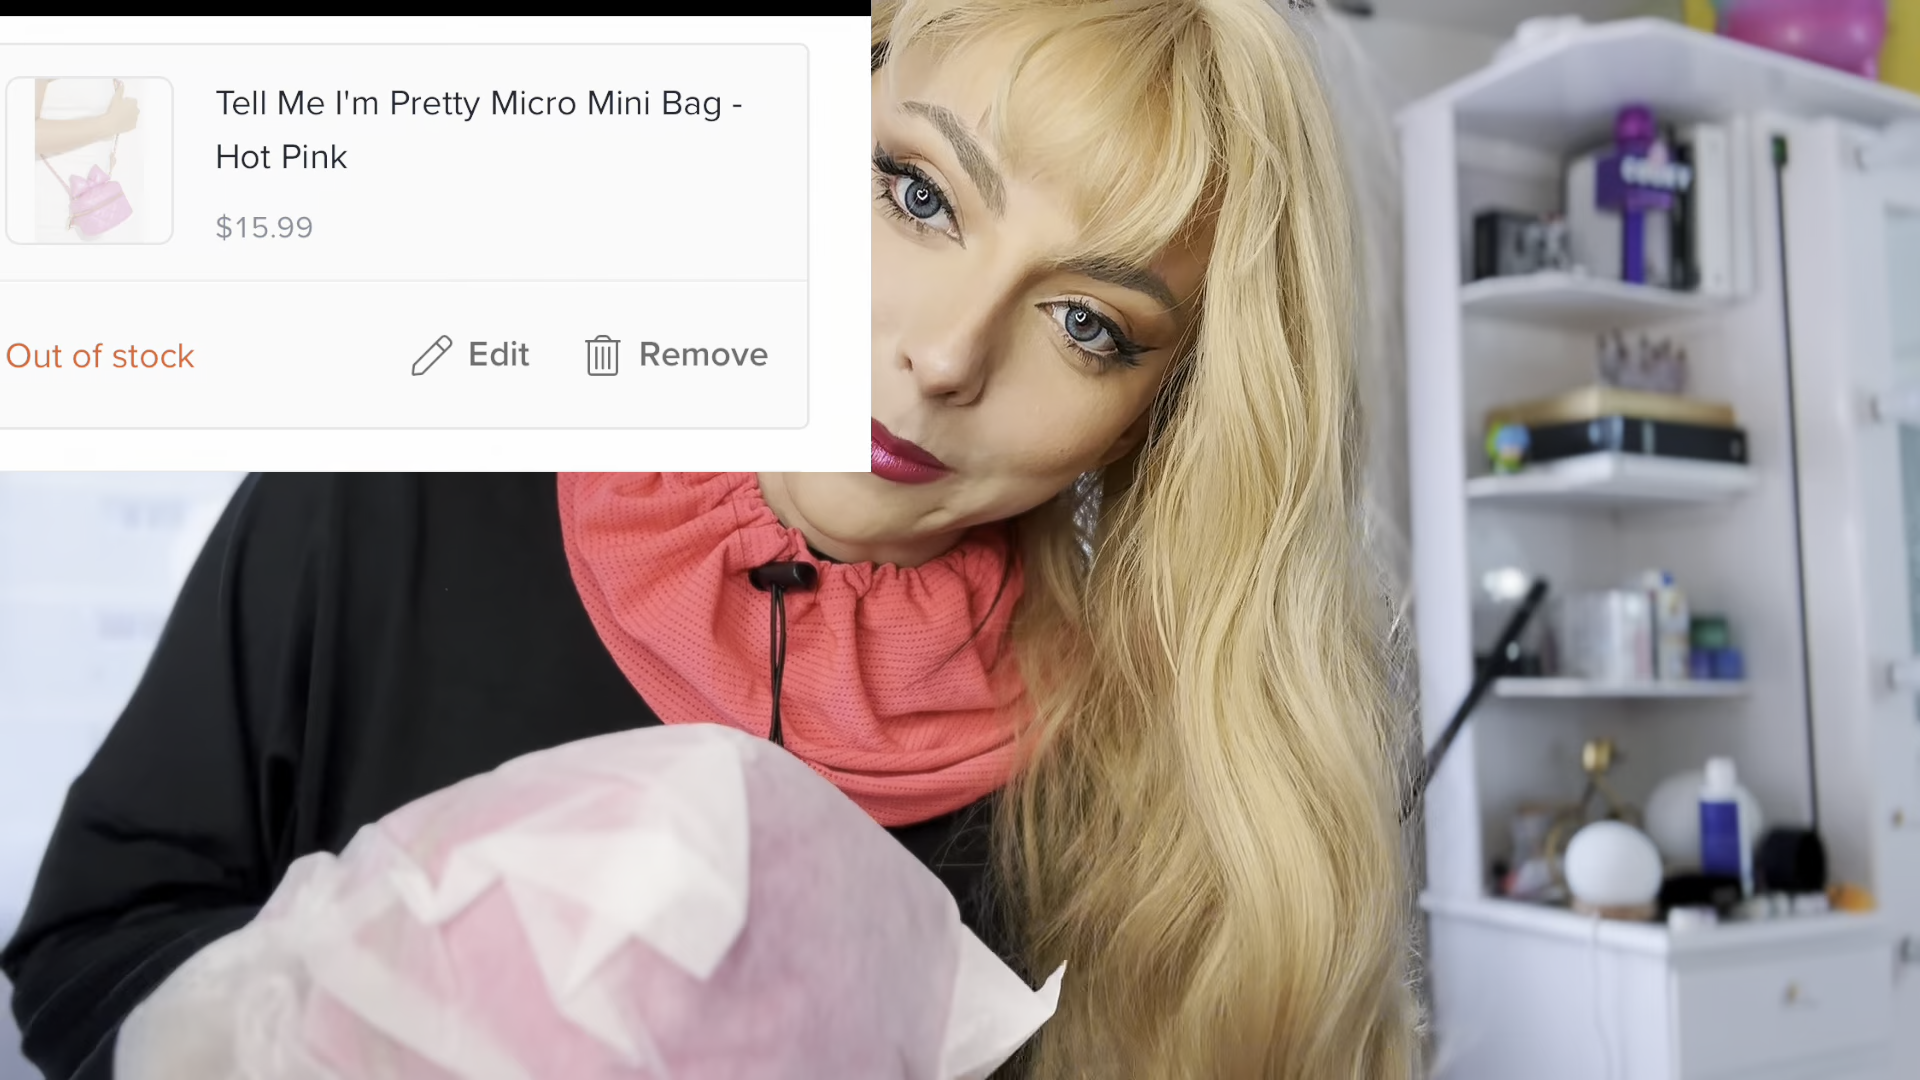 Tell Me I'm Pretty Micro Mini Bag -
Hot Pink
$15.99
Out of stock
Edit
Remove